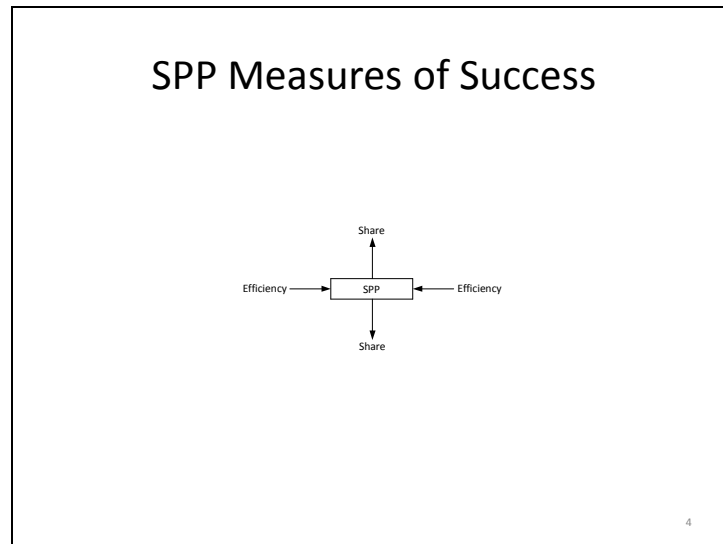 SPP Measures of Success
Share
Efficiency SPP Efficiency
Share
4